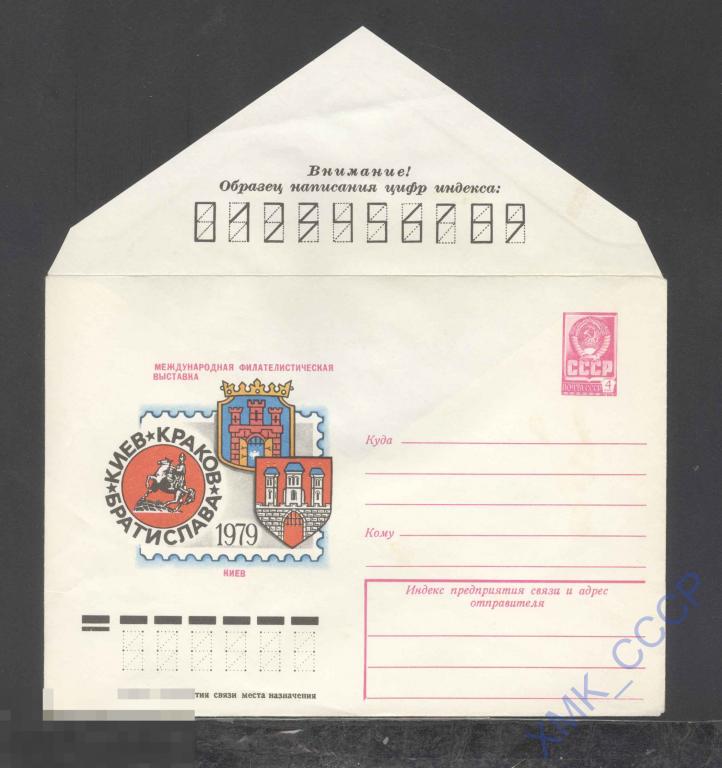 Внимание!
Образец написания цифр индекса:
0123456789
МЕЖДУНАРОДНАЯ ФИЛАТЕЛИСТИЧЕСКАЯ
ВЫСТАВКА
КИЕВ★КРАКОВ★
БРАТИСЛАВА★
1979
КИЕВ
СССР
ПОЧТА СССР 4
Куда
Кому
Индекс предприятия связи и адрес
отправителя
связи места назначения
ХМК_СССР